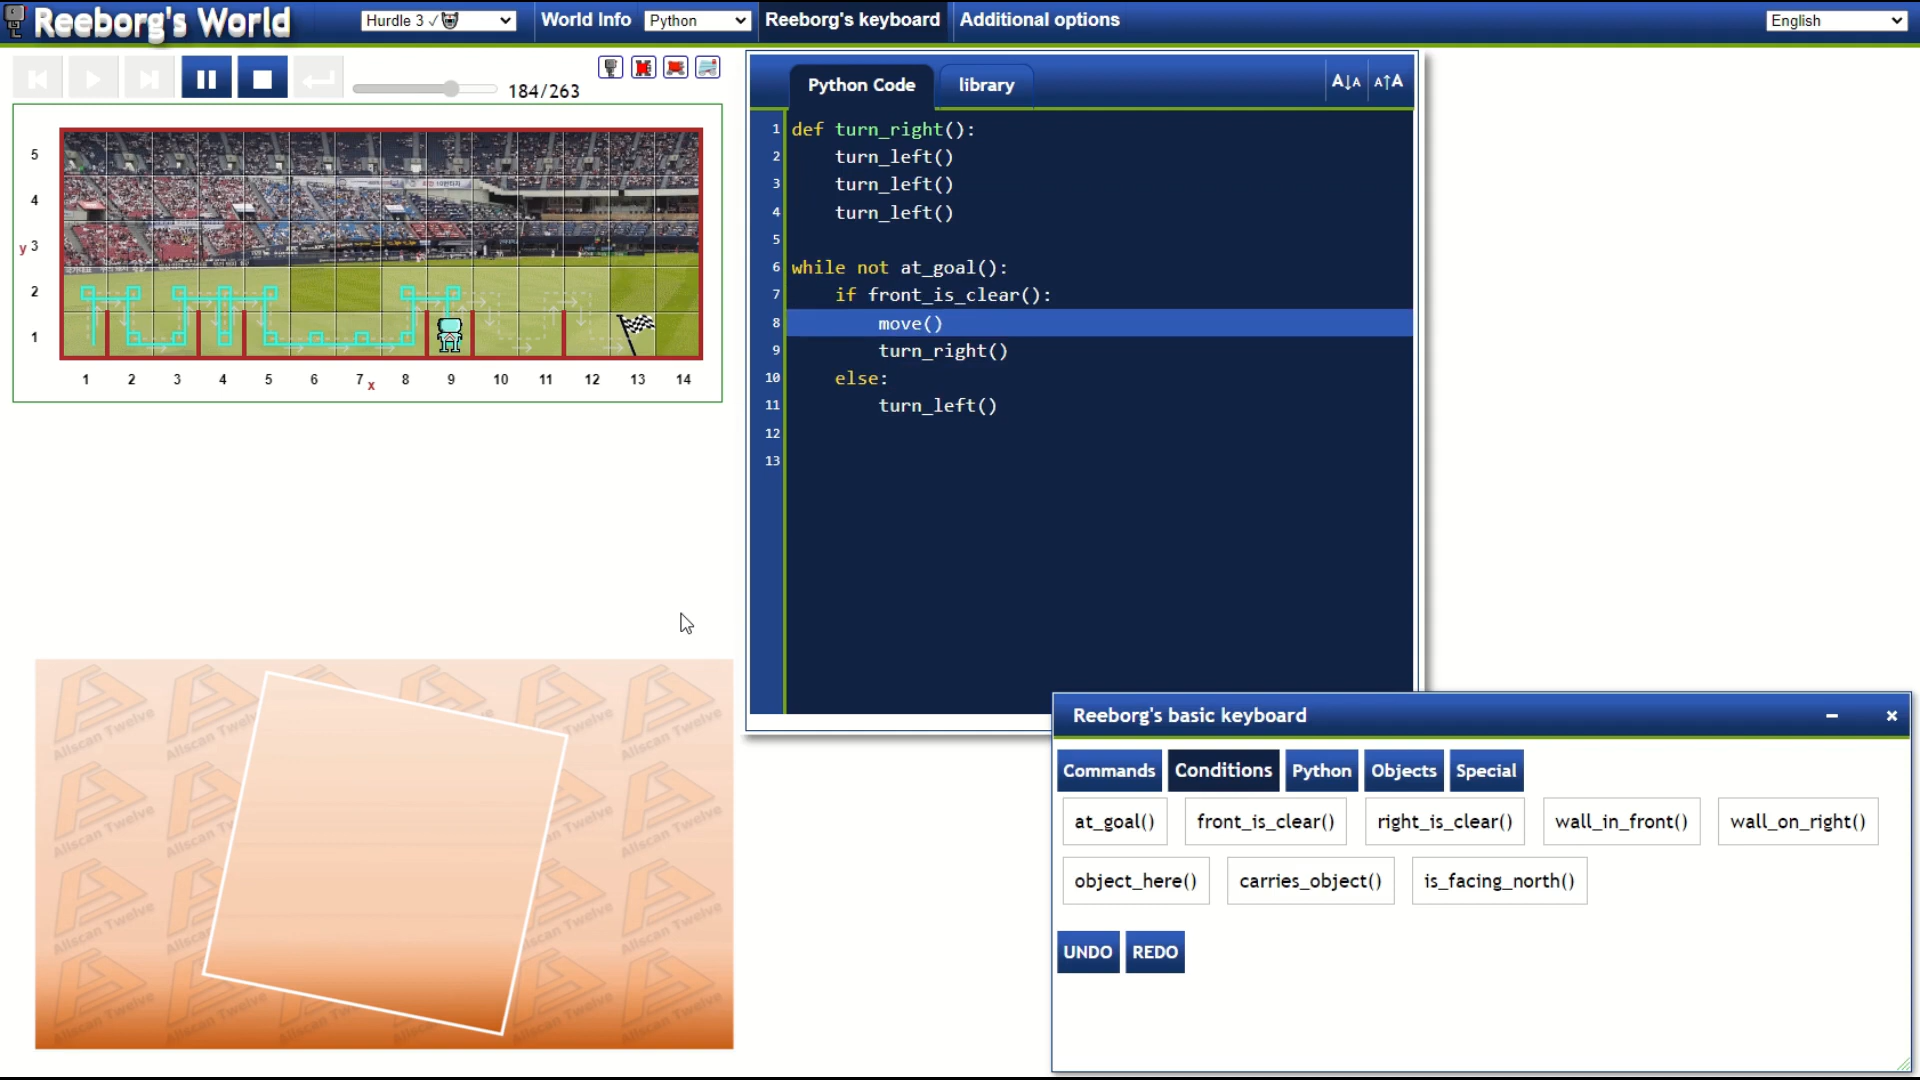 Reeborg's World
Hurdle 3 ✓
World Info
Python
Reeborg's keyboard
Additional options
English
184/263
5
4
y 3
2
1
1 2 3 4 5 6 7 x 8 9 10 11 12 13 14
Python Code
library
A↓A A↑A
1 def turn_right():
2     turn_left()
3     turn_left()
4     turn_left()
5
6 while not at_goal():
7     if front_is_clear():
8         move()
9         turn_right()
10     else:
11         turn_left()
12
13
Reeborg's basic keyboard
Commands Conditions Python Objects Special
at_goal() front_is_clear() right_is_clear() wall_in_front() wall_on_right()
object_here() carries_object() is_facing_north()
UNDO REDO
Allscan Twelve